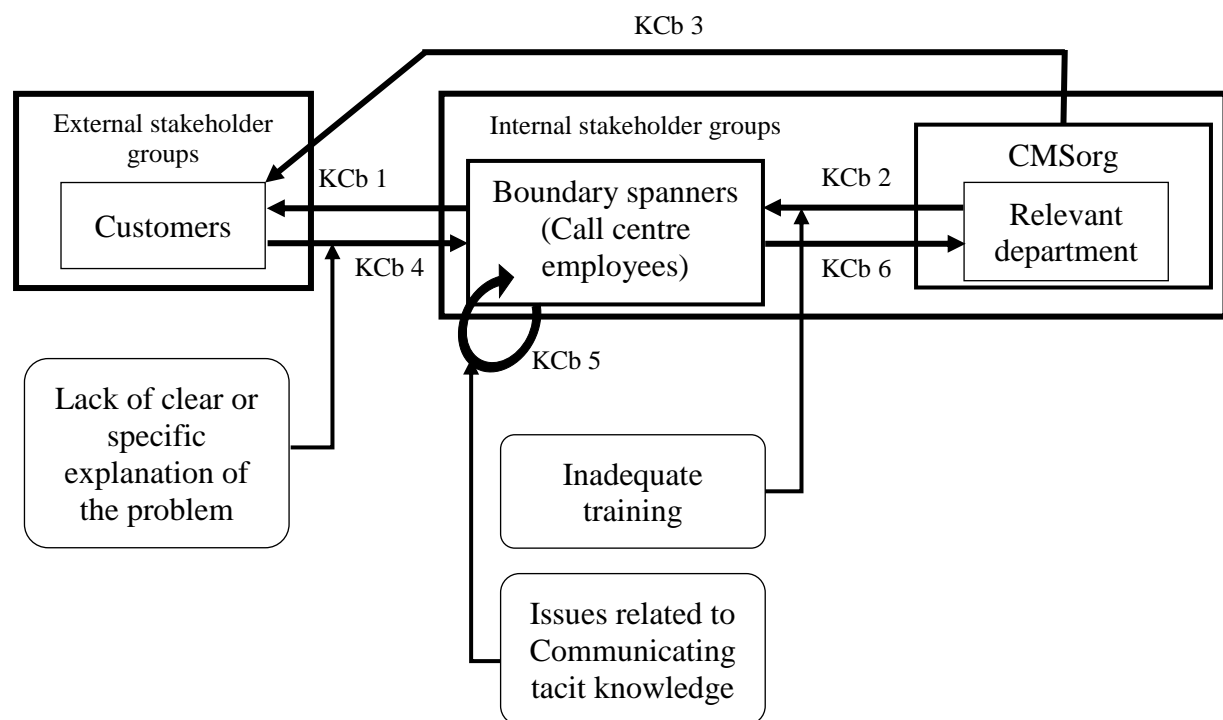 KCb 3
External stakeholder
groups
Customers
KCb 1
KCb 4
Internal stakeholder groups
Boundary spanners
(Call centre
employees)
KCb 2
KCb 6
CMSorg
Relevant
department
KCb 5
Lack of clear or
specific
explanation of
the problem
Inadequate
training
Issues related to
Communicating
tacit knowledge